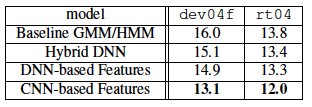 model dev04f rt04
Baseline GMM/HMM 16.0 13.8
Hybrid DNN 15.1 13.4
DNN-based Features 14.9 13.3
CNN-based Features 13.1 12.0